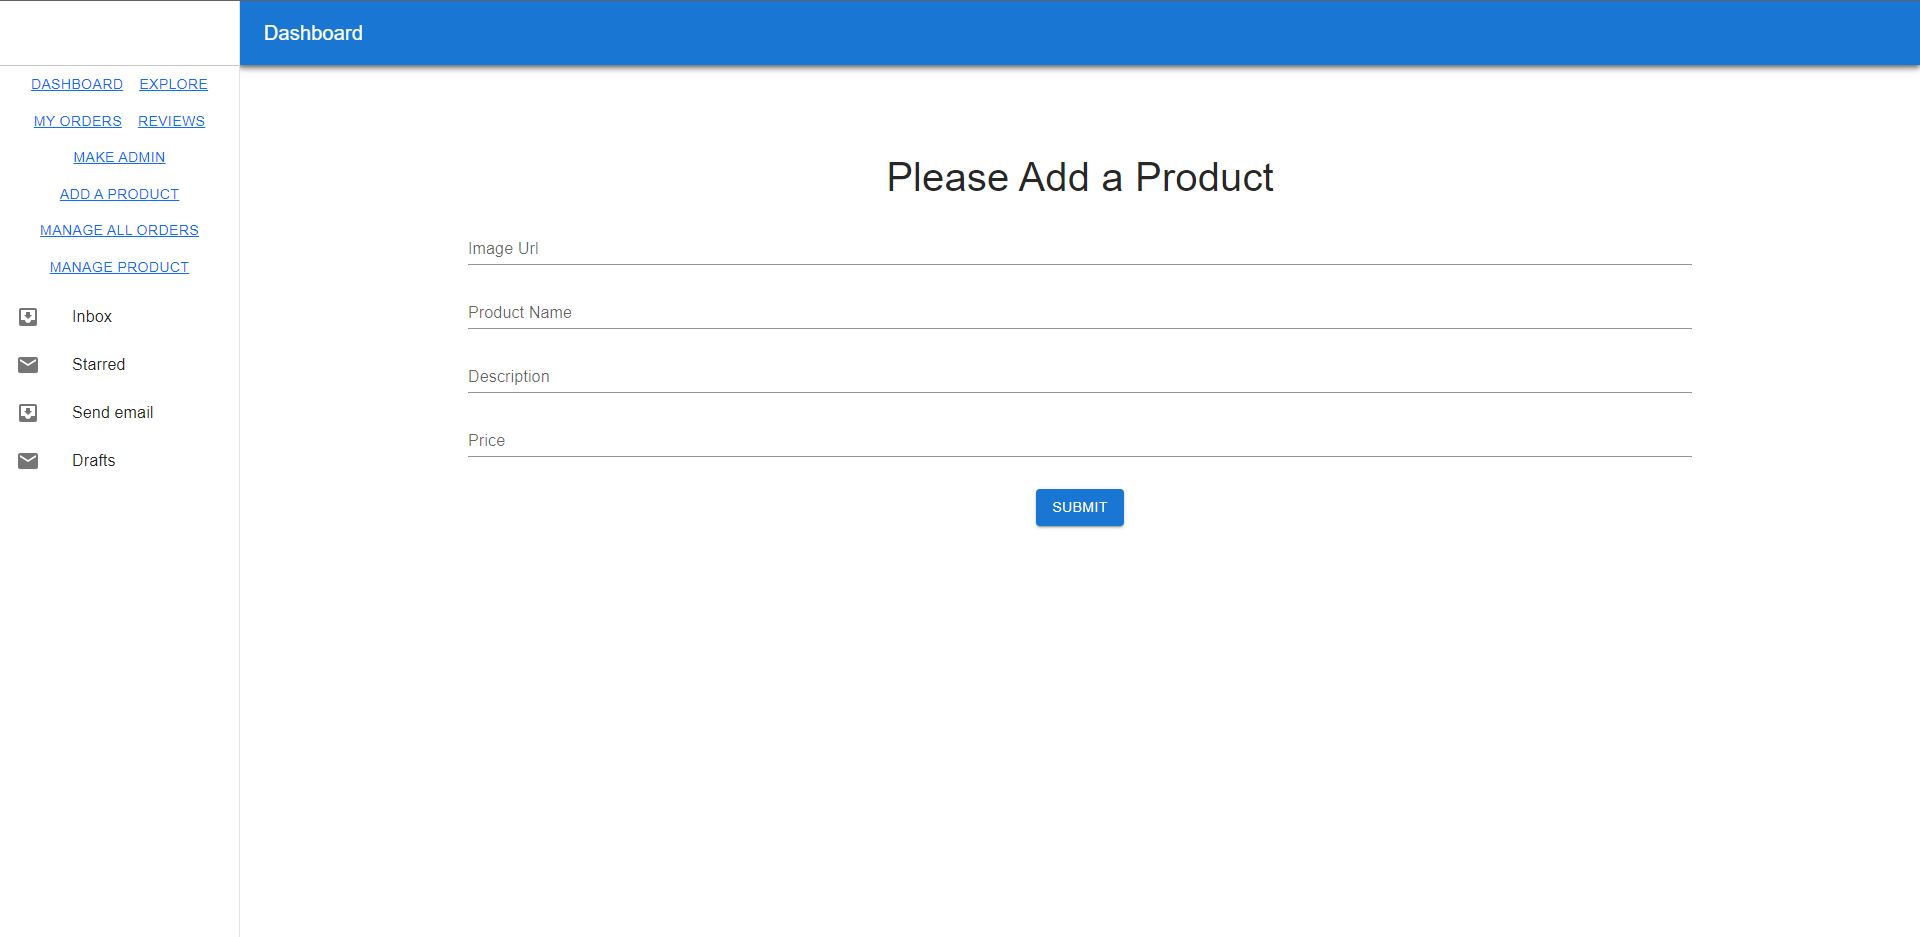 Dashboard
DASHBOARD EXPLORE
MY ORDERS REVIEWS
MAKE ADMIN
ADD A PRODUCT
MANAGE ALL ORDERS
MANAGE PRODUCT
Inbox
Starred
Send email
Drafts
Please Add a Product
Image Url
Product Name
Description
Price
SUBMIT